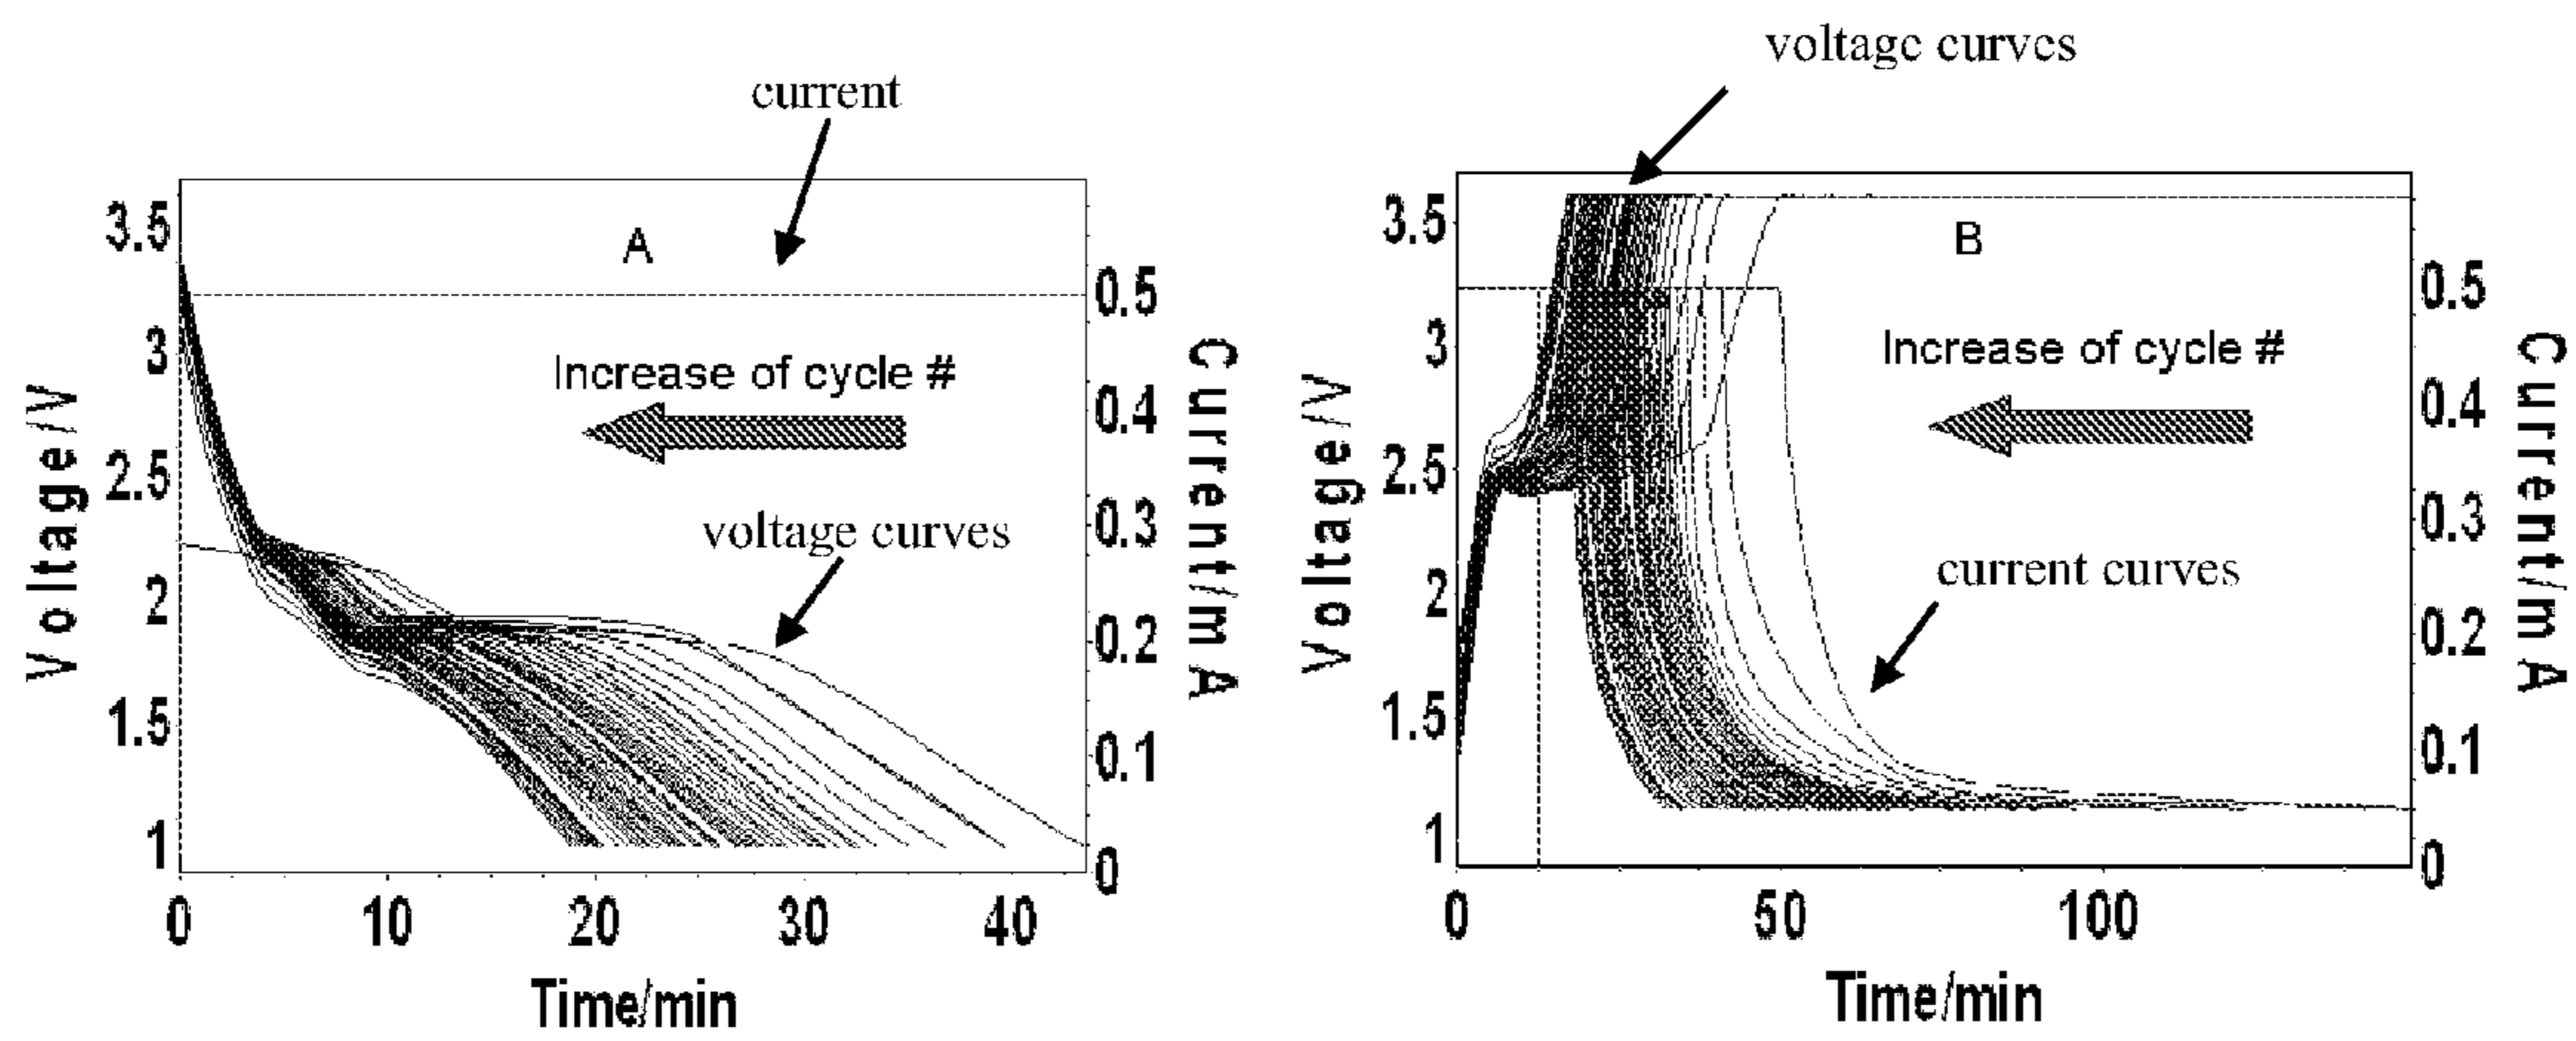 voltage curves
current
A
3.5
3
2.5
2
1.5
1
Voltage/V
Increase of cycle #
voltage curves
0.5
0.4
0.3
0.2
0.1
0
Current/mA
0
10
20
30
40
Time/min
B
3.5
3
2.5
2
1.5
1
Voltage/V
Increase of cycle #
current curves
0.5
0.4
0.3
0.2
0.1
0
Current/mA
0
50
100
Time/min